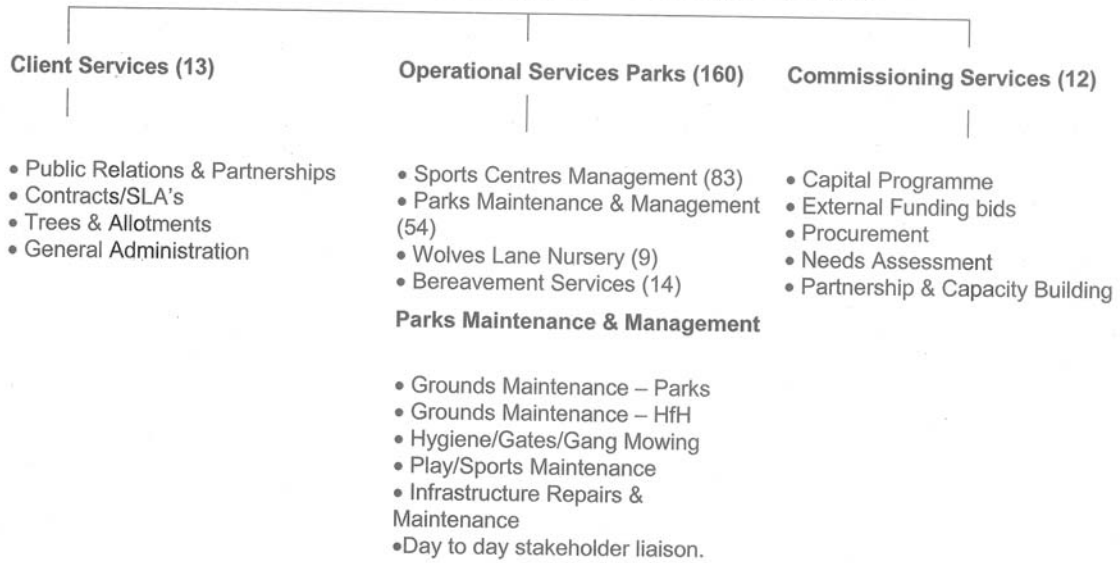 Client Services (13)
• Public Relations & Partnerships
• Contracts/SLA's
• Trees & Allotments
• General Administration
Operational Services Parks (160)
• Sports Centres Management (83)
• Parks Maintenance & Management
(54)
• Wolves Lane Nursery (9)
• Bereavement Services (14)
Parks Maintenance & Management
• Grounds Maintenance – Parks
• Grounds Maintenance – HfH
• Hygiene/Gates/Gang Mowing
• Play/Sports Maintenance
• Infrastructure Repairs &
Maintenance
•Day to day stakeholder liaison.
Commissioning Services (12)
• Capital Programme
• External Funding bids
• Procurement
• Needs Assessment
• Partnership & Capacity Building